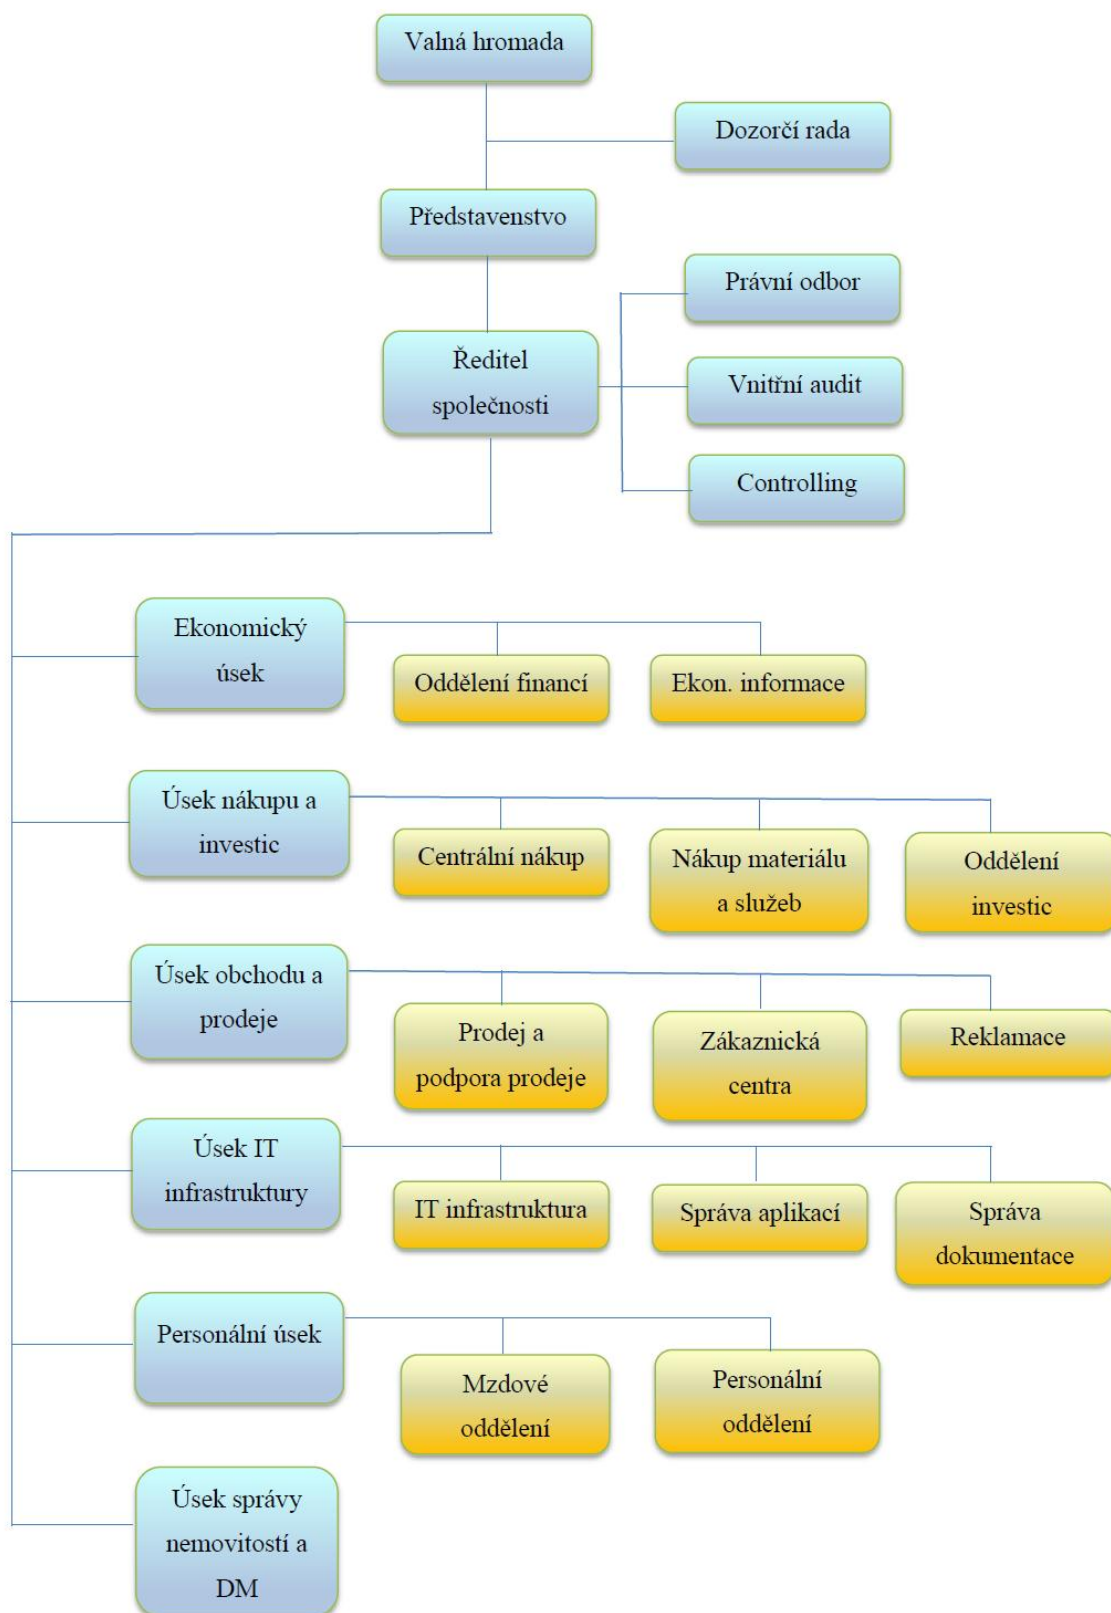 Valná hromada
Dozorčí rada
Představenstvo
Právní odbor
Ředitel
společnosti
Vnitřní audit
Controlling
Ekonomický
úsek
Oddělení financí
Ekon. informace
Úsek nákupu a
investic
Centrální nákup
Nákup materiálu
a služeb
Oddělení
investic
Úsek obchodu a
prodeje
Prodej a
podpora prodeje
Zákaznická
centra
Reklamace
Úsek IT
infrastruktury
IT infrastruktura
Správa aplikací
Správa
dokumentace
Personální úsek
Mzdové
oddělení
Personální
oddělení
Úsek správy
nemovitostí a
DM